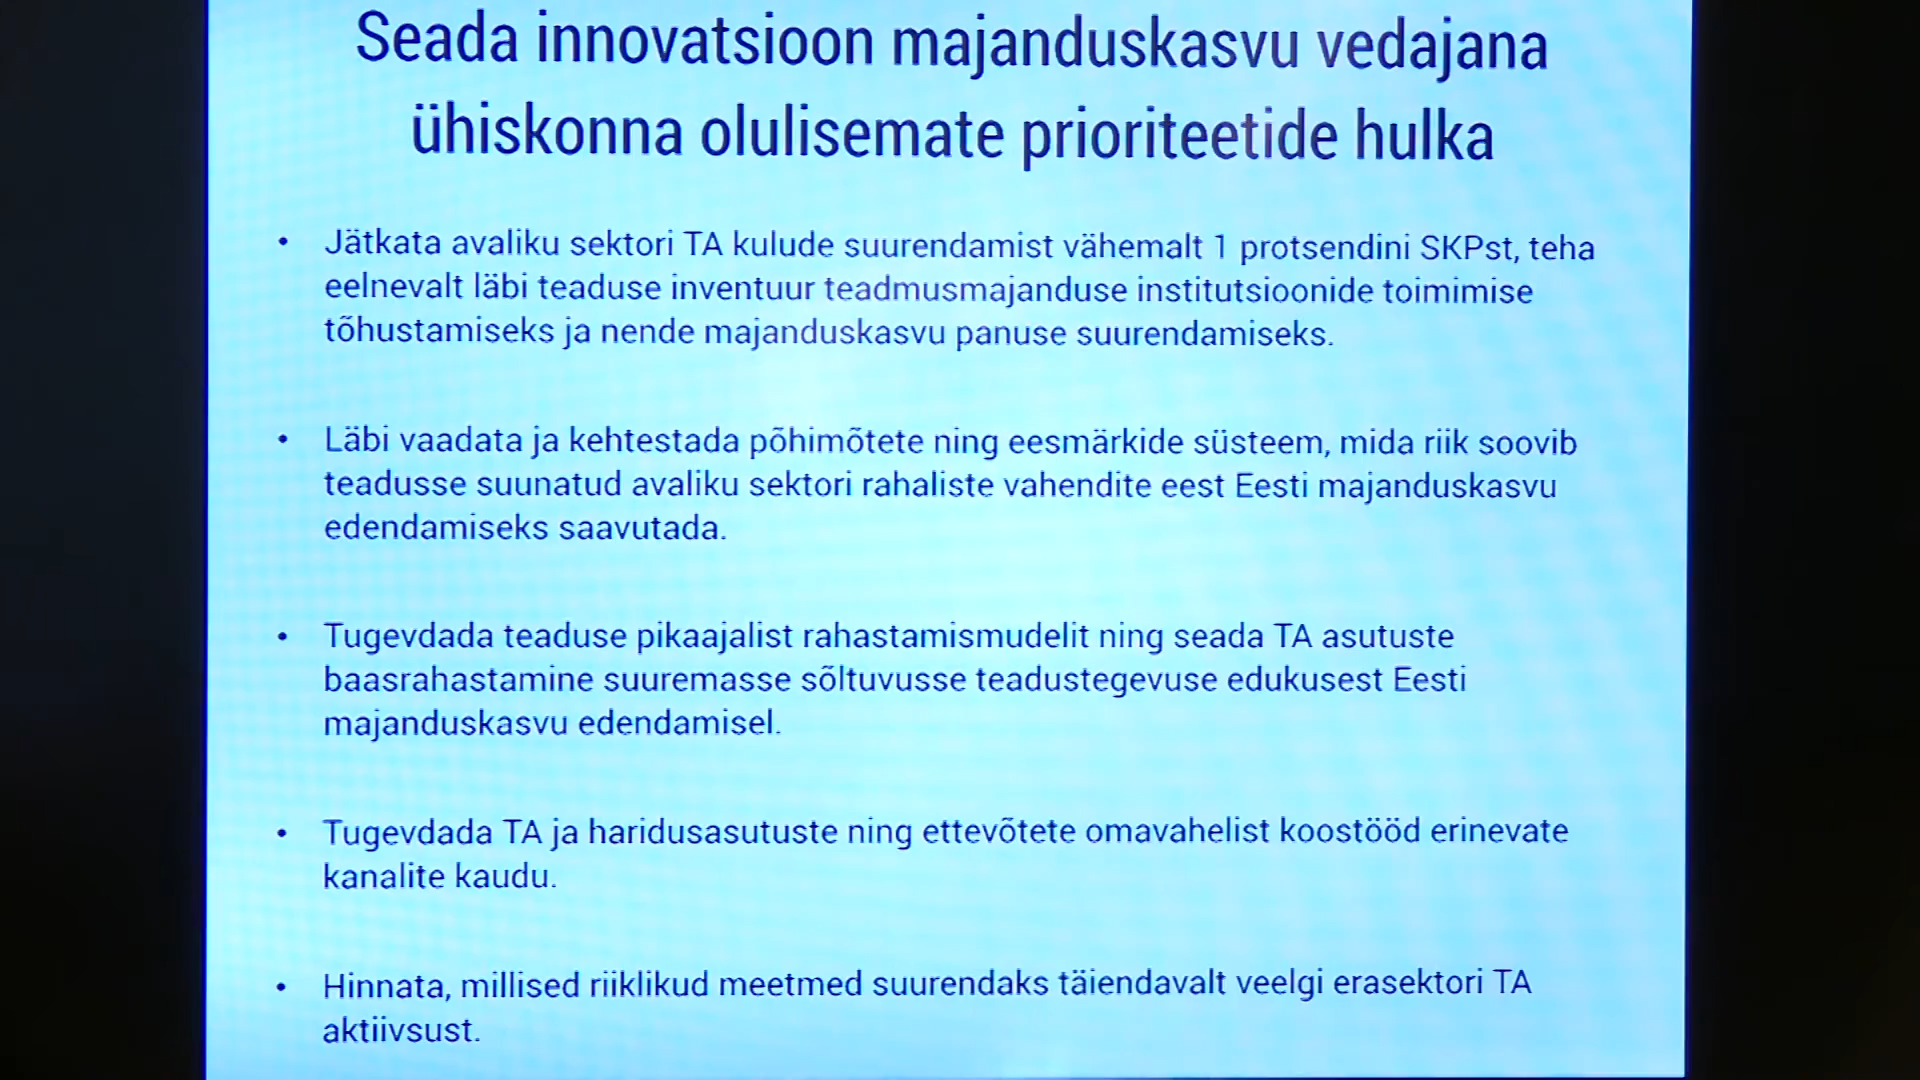 Seada innovatsioon majanduskasvu vedajana
ühiskonna olulisemate prioriteetide hulka
• Jätkata avaliku sektori TA kulude suurendamist vähemalt 1 protsendini SKPst, teha
eelnevalt läbi teaduse inventuur teadmusmajanduse institutsioonide toimimise
tõhustamiseks ja nende majanduskasvu panuse suurendamiseks.
• Läbi vaadata ja kehtestada põhimõtete ning eesmärkide süsteem, mida riik soovib
teadusse suunatud avaliku sektori rahaliste vahendite eest Eesti majanduskasvu
edendamiseks saavutada.
• Tugevdada teaduse pikaajalist rahastamismudelit ning seada TA asutuste
baasrahastamine suuremasse sõltuvusse teadustegevuse edukusest Eesti
majanduskasvu edendamisel.
• Tugevdada TA ja haridusasutuste ning ettevõtete omavahelist koostööd erinevate
kanalite kaudu.
• Hinnata, millised riiklikud meetmed suurendaks täiendavalt veelgi erasektori TA
aktiivsust.